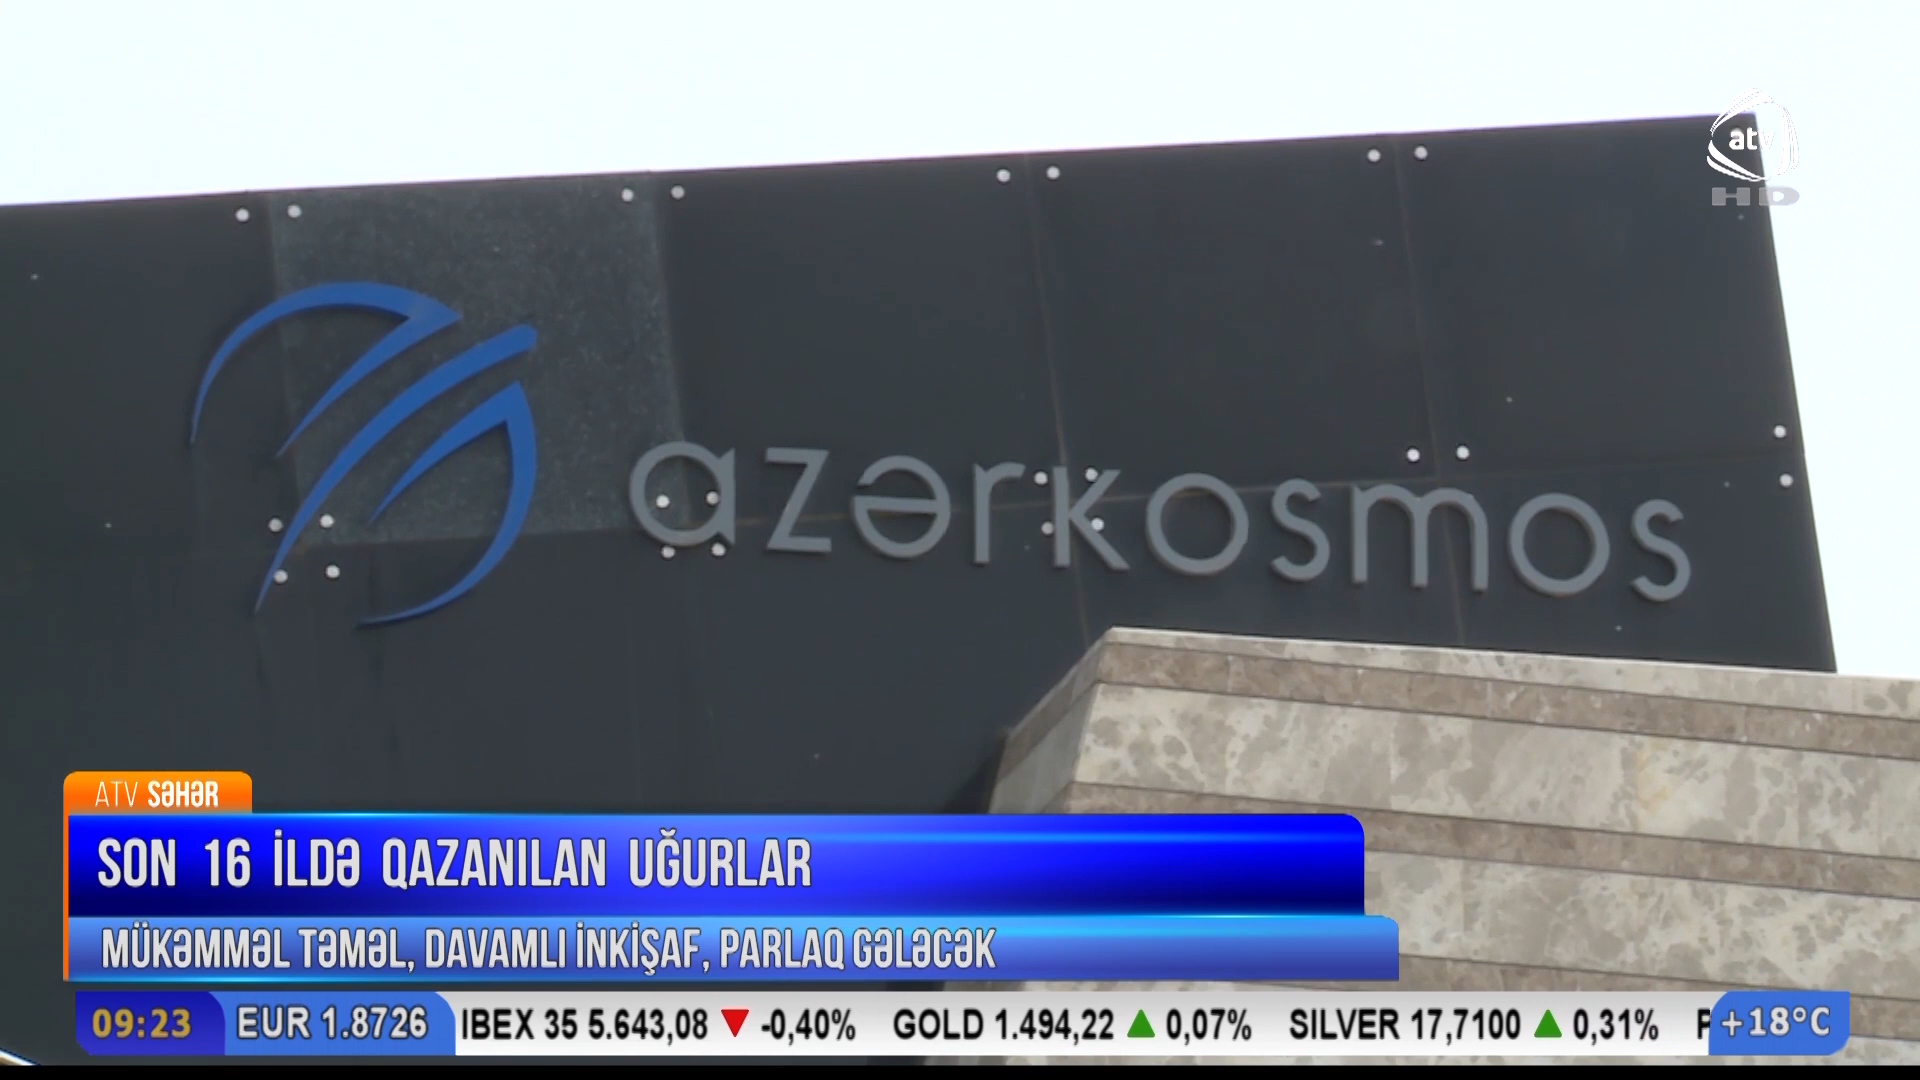 atv
HD
azərkosmos
ATV SƏHƏR
SON 16 İLDƏ QAZANILAN UĞURLAR
MÜKƏMMƏL TƏMƏL, DAVAMLI İNKİŞAF, PARLAQ GƏLƏCƏK
09:23 EUR 1.8726 IBEX 35 5.643,08 -0,40% GOLD 1.494,22 0,07% SILVER 17,7100 0,31% +18°C